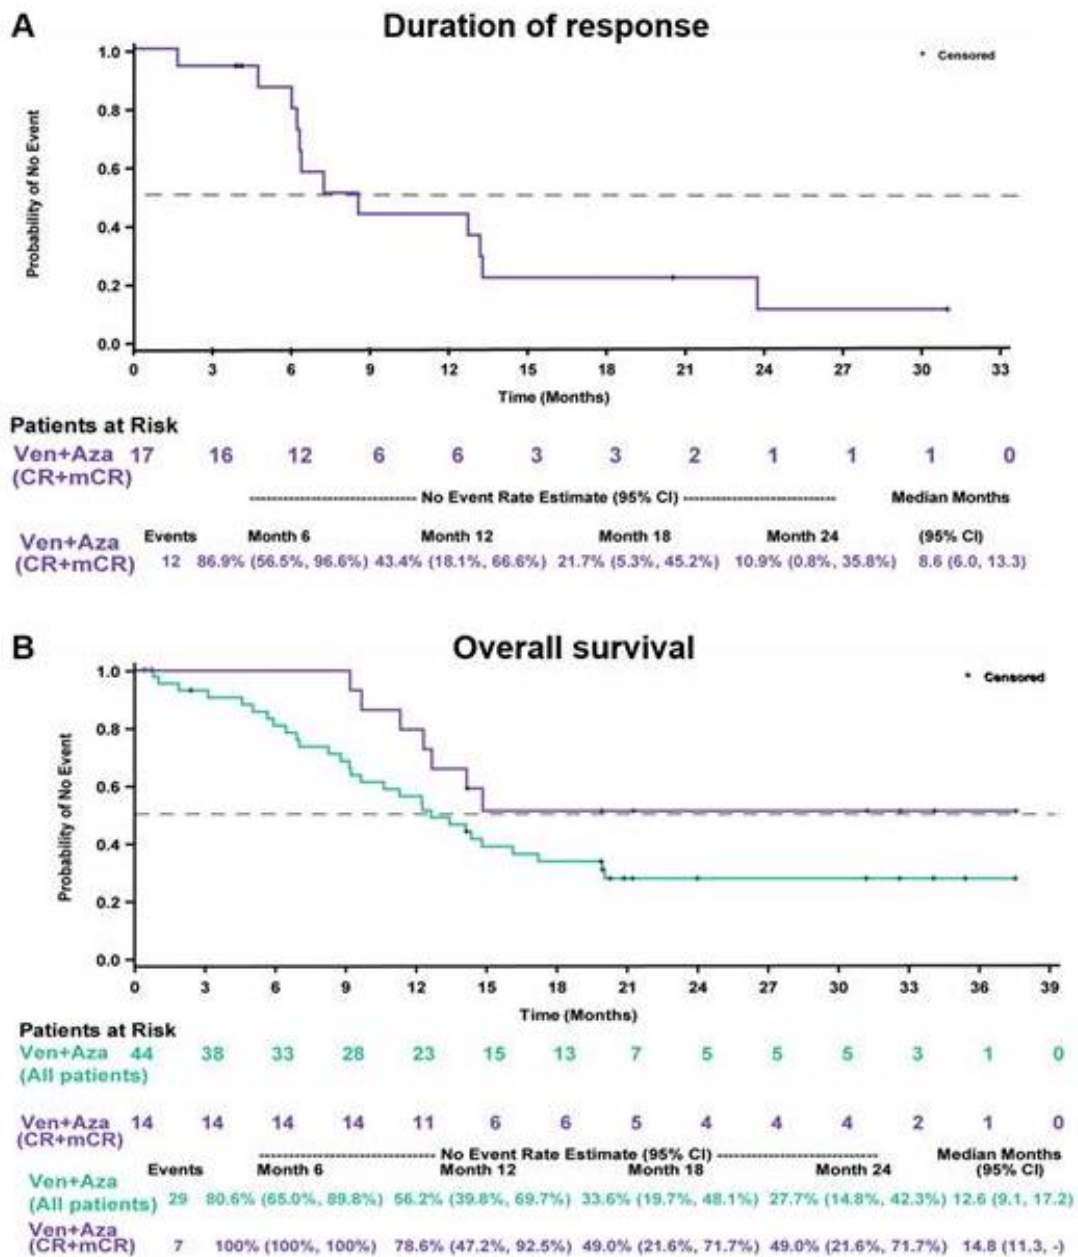 A
Duration of response
Censored
Probability of No Event
1.0
0.8
0.6
0.4
0.2
0.0
0 3 6 9 12 15 18 21 24 27 30 33
Time (Months)
Patients at Risk
Ven+Aza 17 16 12 6 6 3 3 2 1 1 1 0
(CR+mCR)
No Event Rate Estimate (95% CI) Median Months
Events Month 6 Month 12 Month 18 Month 24 (95% CI)
Ven+Aza
(CR+mCR) 12 86.9% (56.5%, 96.6%) 43.4% (18.1%, 66.6%) 21.7% (5.3%, 45.2%) 10.9% (0.8%, 35.8%) 8.6 (6.0, 13.3)
B
Overall survival
Censored
Probability of No Event
1.0
0.8
0.6
0.4
0.2
0.0
0 3 6 9 12 15 18 21 24 27 30 33 36 39
Time (Months)
Patients at Risk
Ven+Aza 44 38 33 28 23 15 13 7 5 5 5 3 1 0
(All patients)
Ven+Aza 14 14 14 14 11 6 6 5 4 4 4 2 1 0
(CR+mCR)
No Event Rate Estimate (95% CI) Median Months
Events Month 6 Month 12 Month 18 Month 24 (95% CI)
Ven+Aza
(All patients) 29 80.6% (65.0%, 89.8%) 56.2% (39.8%, 69.7%) 33.6% (19.7%, 48.1%) 27.7% (14.8%, 42.3%) 12.6 (9.1, 17.2)
Ven+Aza
(CR+mCR) 7 100% (100%, 100%) 78.6% (47.2%, 92.5%) 49.0% (21.6%, 71.7%) 49.0% (21.6%, 71.7%) 14.8 (11.3, -)